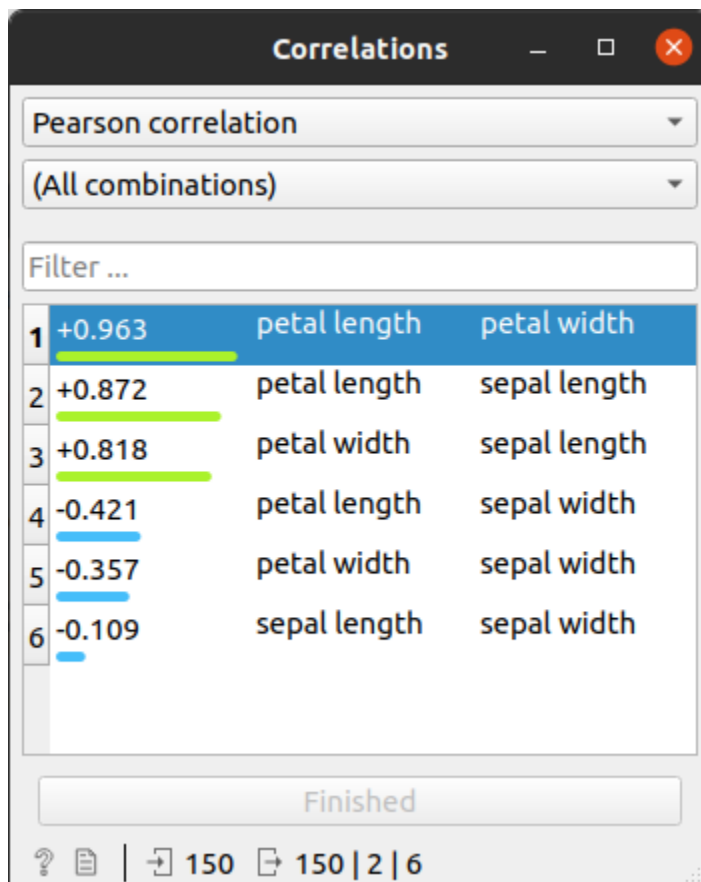 Correlations
Pearson correlation
(All combinations)
Filter ...
1 +0.963 petal length petal width
2 +0.872 petal length sepal length
3 +0.818 petal width sepal length
4 -0.421 petal length sepal width
5 -0.357 petal width sepal width
6 -0.109 sepal length sepal width
Finished
? 150 150 | 2 | 6